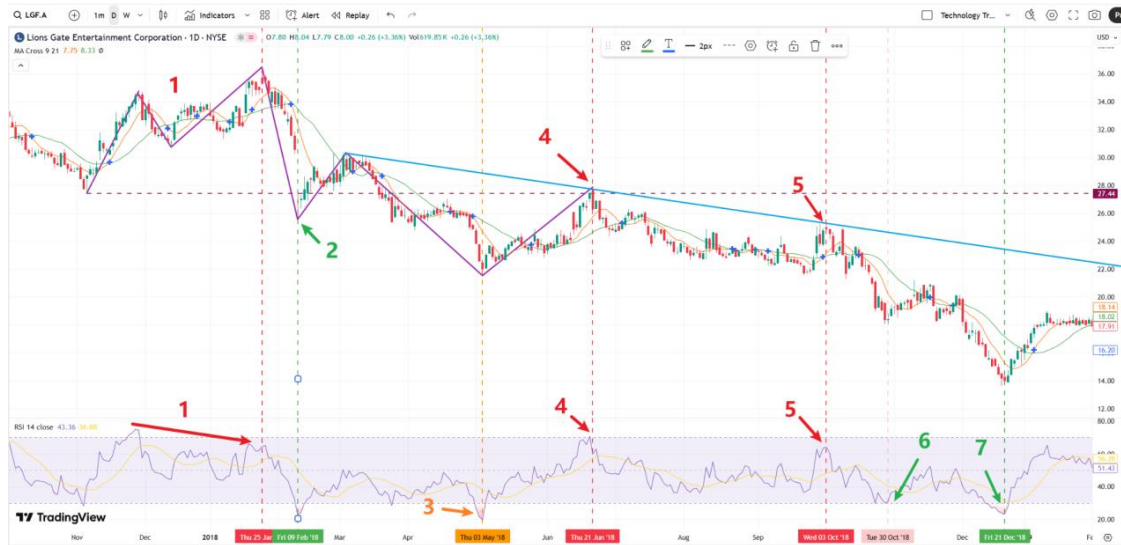 LGF.A
1m D W
Indicators
Alert
Replay
Technology Tr...
Lions Gate Entertainment Corporation · 1D · NYSE
O7.80 H8.04 L7.79 C8.00 +0.26 (+3.36%) Vol619.85K +0.26 (+3.36%)
USD
MA Cross 9 21 7.75 8.33 Ø
2px
36.00
34.00
32.00
30.00
28.00
27.44
26.00
24.00
22.00
20.00
18.14
18.02
17.91
16.20
14.00
12.00
1
4
5
2
RSI 14 close 43.36
80.00
51.43
40.00
20.00
1
4
5
6
7
3
TradingView
Nov
Dec
2018
Thu 25 Jan
Fri 09 Feb '18
Mar
Apr
Thu 03 May '18
Jun
Thu 21 Jun '18
Aug
Sep
Wed 03 Oct '18
Tue 30 Oct '18
Dec
Fri 21 Dec '18